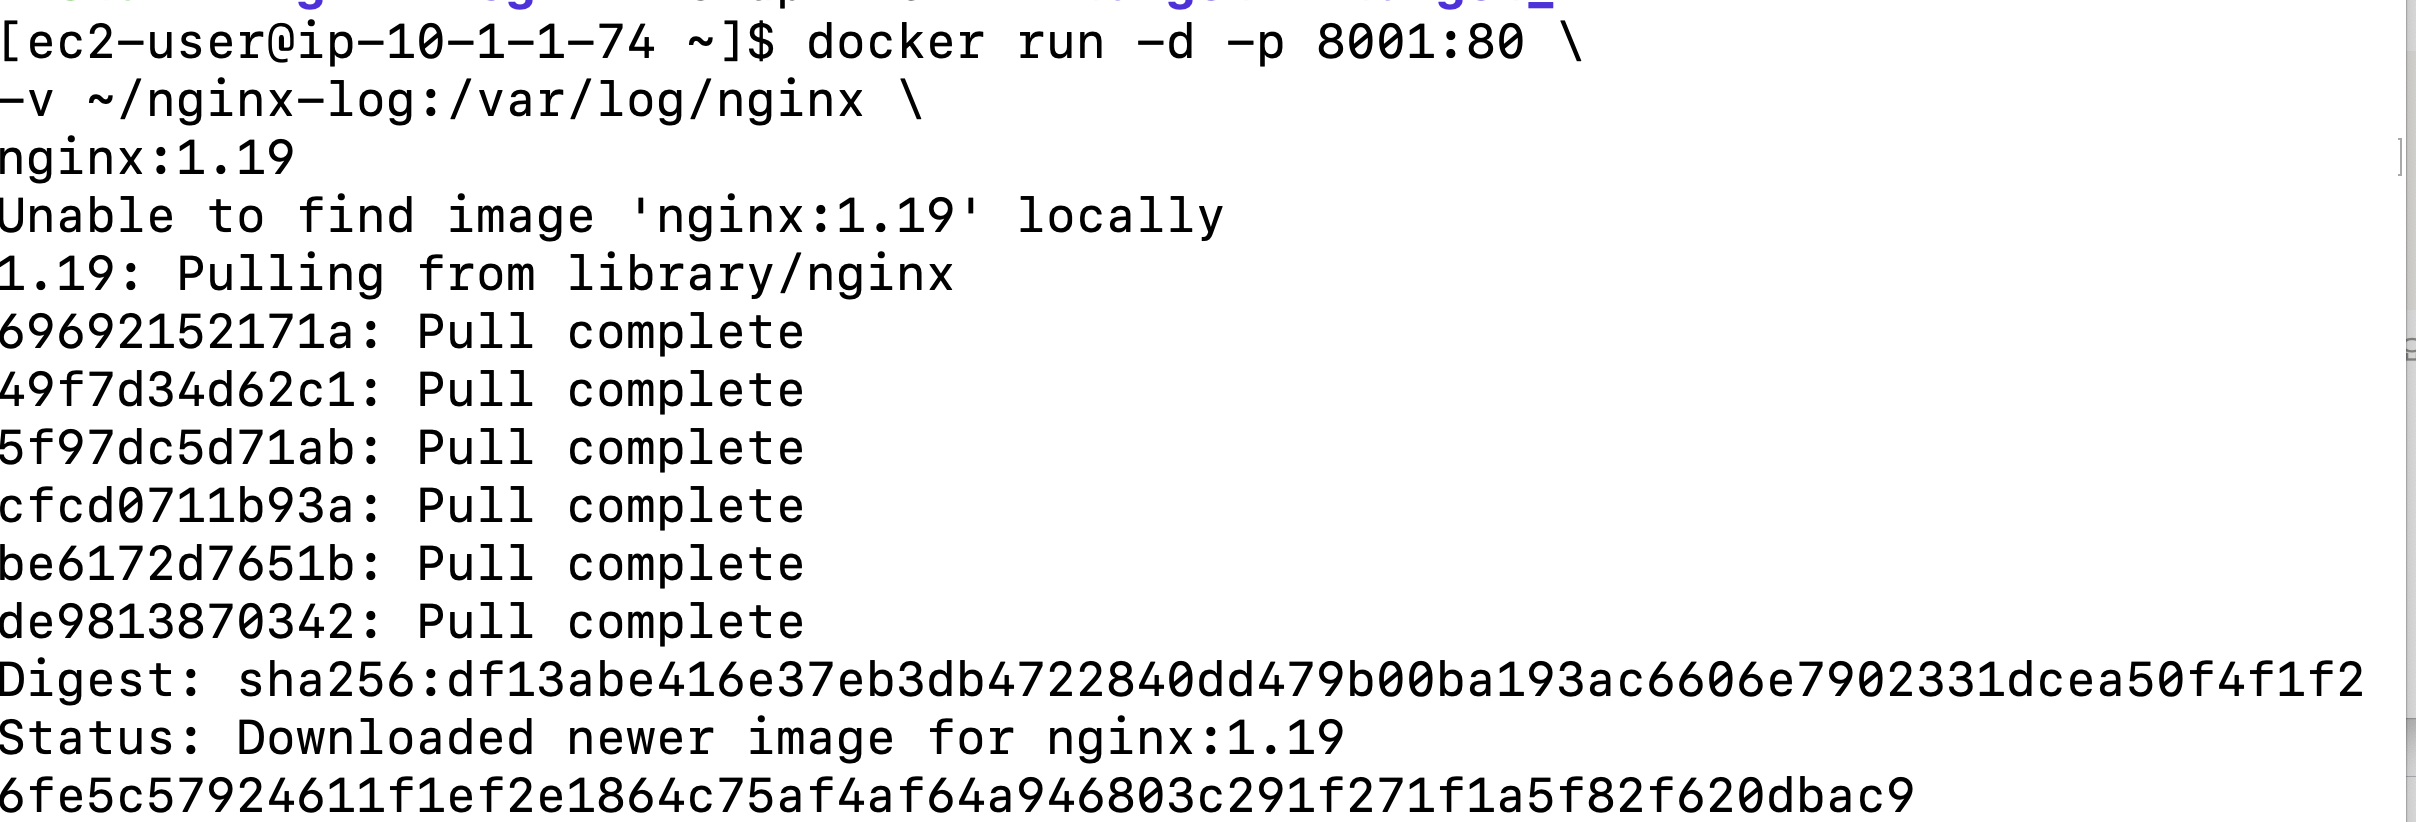 [ec2-user@ip-10-1-1-74 ~]$ docker run -d -p 8001:80 \
-v ~/nginx-log:/var/log/nginx \
nginx:1.19
Unable to find image 'nginx:1.19' locally
1.19: Pulling from library/nginx
69692152171a: Pull complete
49f7d34d62c1: Pull complete
5f97dc5d71ab: Pull complete
cfcd0711b93a: Pull complete
be6172d7651b: Pull complete
de9813870342: Pull complete
Digest: sha256:df13abe416e37eb3db4722840dd479b00ba193ac6606e7902331dcea50f4f1f2
Status: Downloaded newer image for nginx:1.19
6fe5c57924611f1ef2e1864c75af4af64a946803c291f271f1a5f82f620dbac9